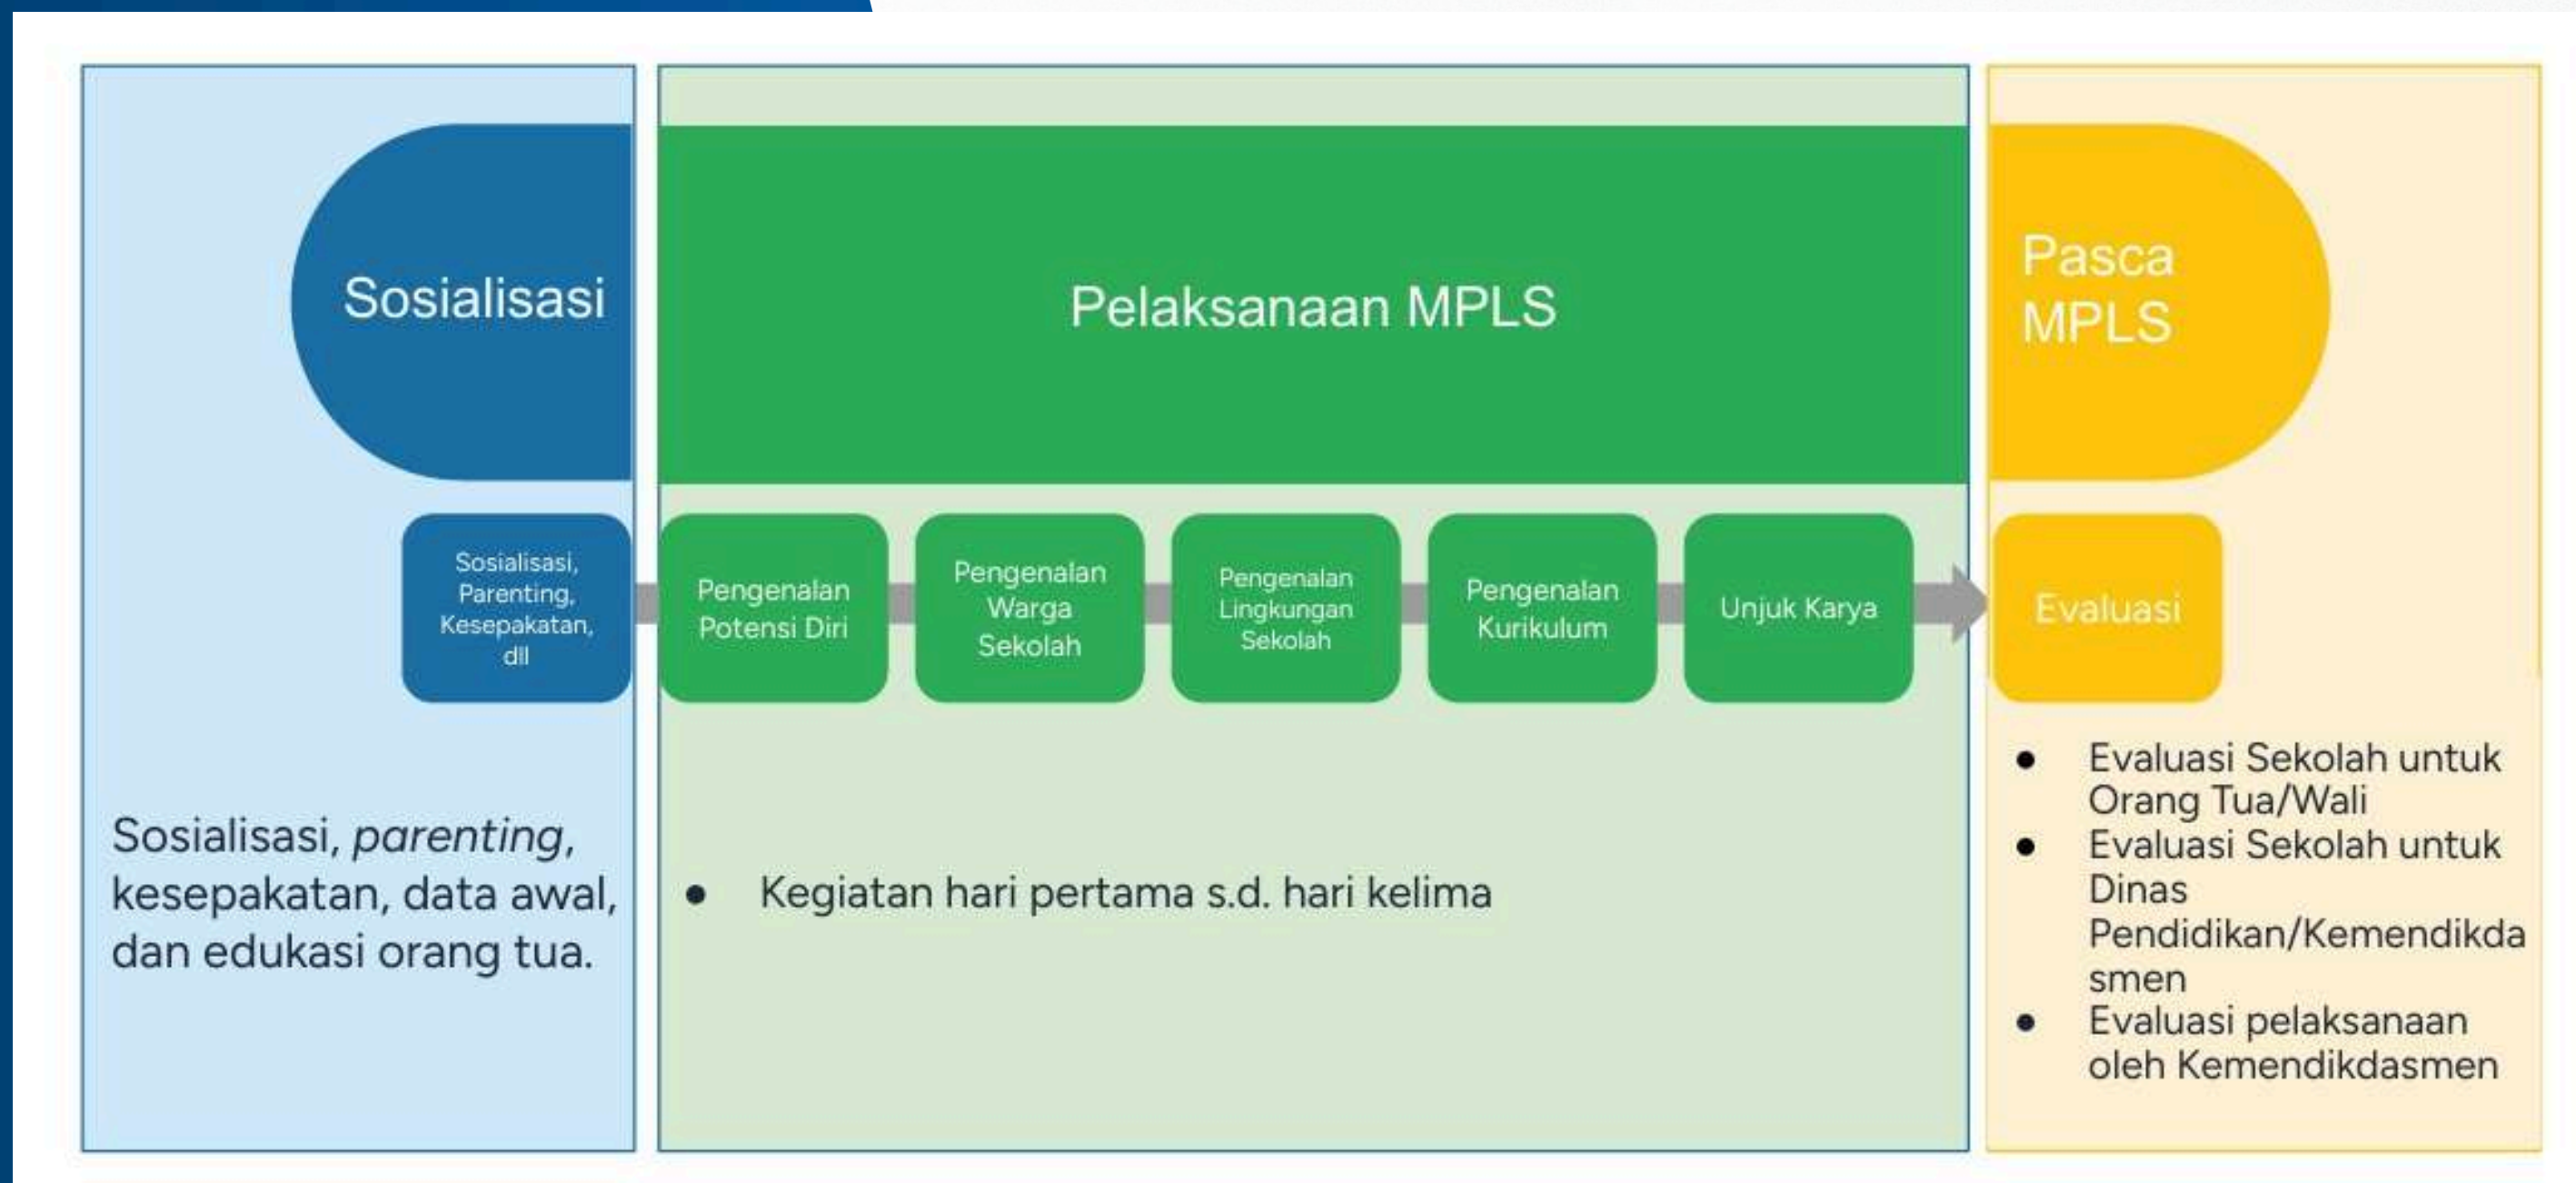 Sosialisasi
Pelaksanaan MPLS
Pasca
MPLS
Sosialisasi,
Parenting,
Kesepakatan,
dll
Pengenalan
Potensi Diri
Pengenalan
Warga
Sekolah
Pengenalan
Lingkungan
Sekolah
Pengenalan
Kurikulum
Unjuk Karya
Evaluasi
Sosialisasi, parenting,
kesepakatan, data awal,
dan edukasi orang tua.
● Kegiatan hari pertama s.d. hari kelima
● Evaluasi Sekolah untuk
Orang Tua/Wali
● Evaluasi Sekolah untuk
Dinas
Pendidikan/Kemendikda
smen
● Evaluasi pelaksanaan
oleh Kemendikdasmen